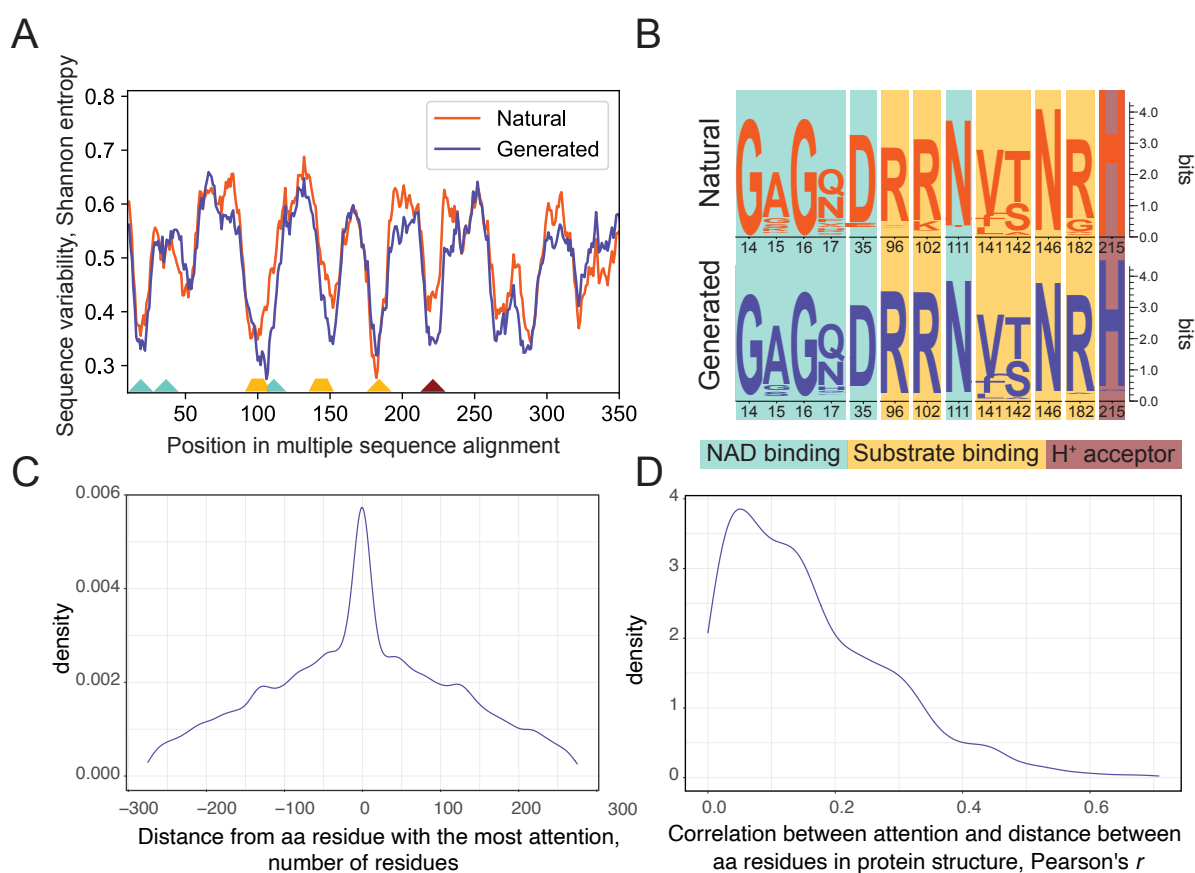 A
Sequence variability, Shannon entropy
0.8
0.7
0.6
0.5
0.4
0.3
Natural
Generated
50 100 150 200 250 300 350
Position in multiple sequence alignment
B
Natural
G A G Q N D R R N V T S N R G H
4.0
3.0
2.0
1.0
0.0
bits
14 15 16 17 35 96 102 111 141 142 146 182 215
Generated
G A G Q N D R R N V T S N R H
4.0
3.0
2.0
1.0
0.0
bits
14 15 16 17 35 96 102 111 141 142 146 182 215
NAD binding Substrate binding H⁺ acceptor
C
density
0.006
0.004
0.002
0.000
−300 −200 −100 0 100 200 300
Distance from aa residue with the most attention,
number of residues
D
density
4
3
2
1
0
0.0 0.2 0.4 0.6
Correlation between attention and distance between
aa residues in protein structure, Pearson's r